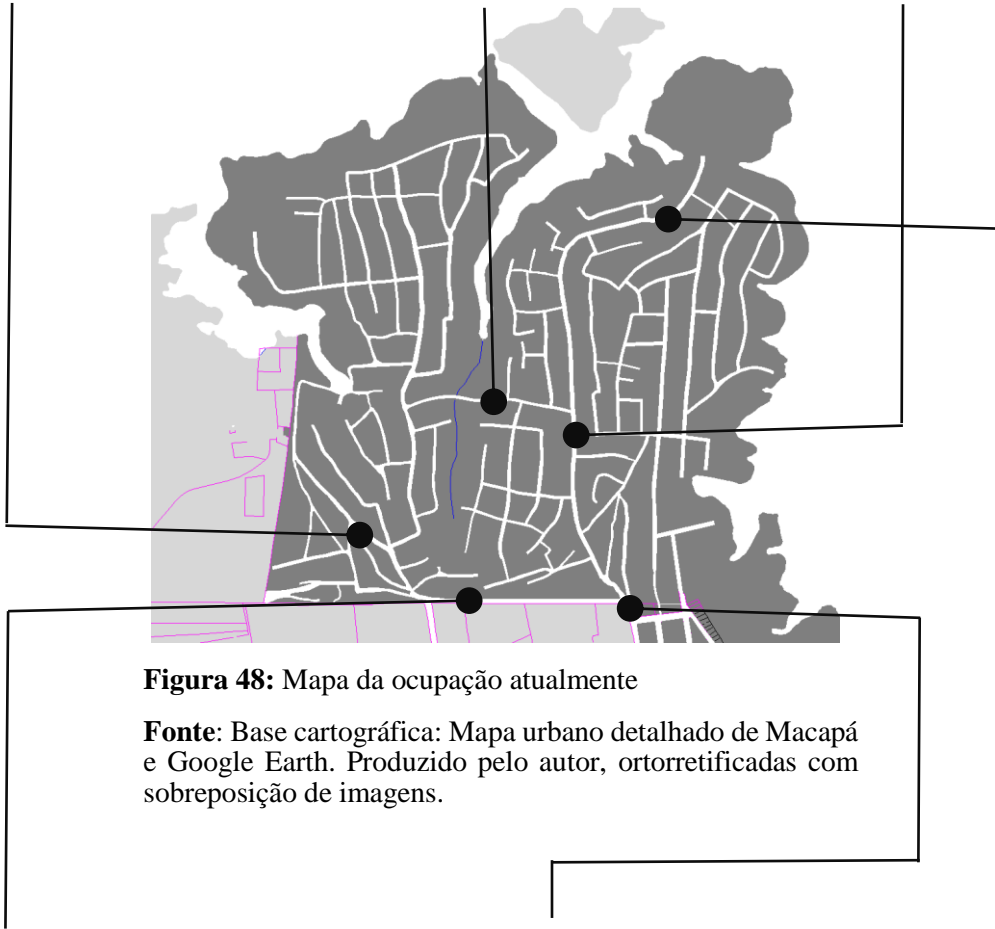 Figura 48: Mapa da ocupação atualmente
Fonte: Base cartográfica: Mapa urbano detalhado de Macapá
e Google Earth. Produzido pelo autor, ortorretificadas com
sobreposição de imagens.